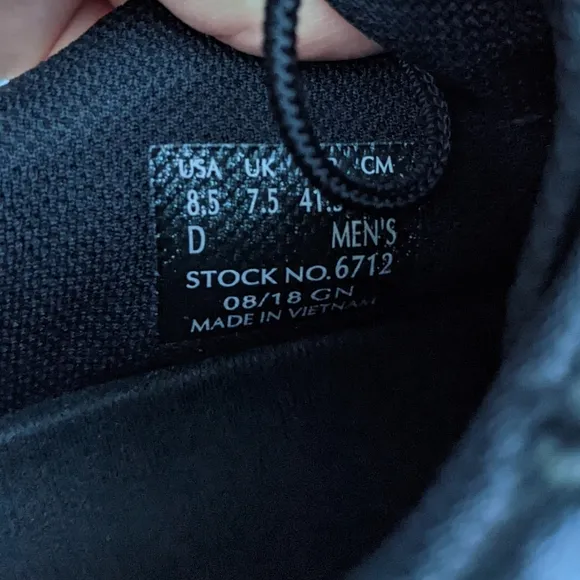 USA UK CM
8.5 7.5
D MEN'S
STOCK NO. 6712
08/18 GN
MADE IN VIETNAM